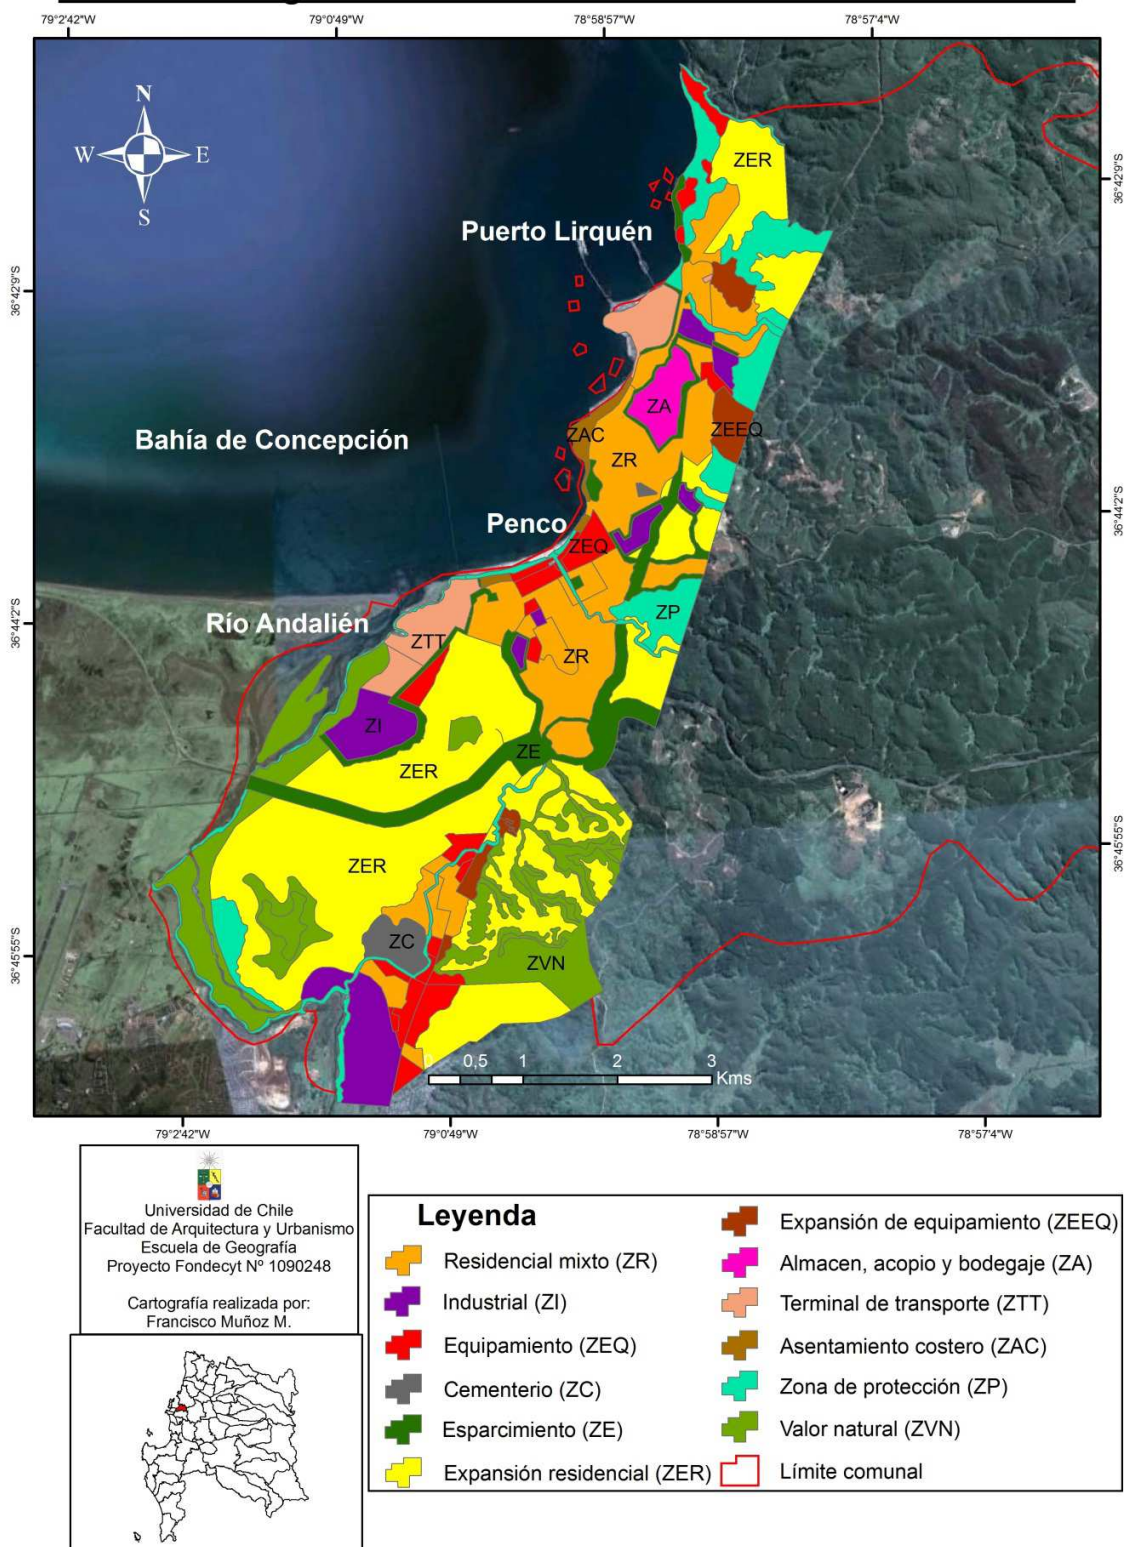 79°2'42"W
79°0'49"W
78°58'57"W
78°57'4"W
N
W
E
S
ZER
36°42'9"S
Puerto Lirquén
36°42'9"S
ZA
ZEEQ
Bahía de Concepción
ZAC
ZR
36°44'2"S
Penco
ZEQ
36°44'2"S
Río Andalién
ZP
ZTT
ZR
ZI
ZE
ZER
36°45'55"S
ZER
ZC
36°45'55"S
ZVN
0 0,5 1 2 3
Kms
79°2'42"W
79°0'49"W
78°58'57"W
78°57'4"W
Universidad de Chile
Facultad de Arquitectura y Urbanismo
Escuela de Geografía
Proyecto Fondecyt Nº 1090248
Cartografía realizada por:
Francisco Muñoz M.
Leyenda
Residencial mixto (ZR)
Industrial (ZI)
Equipamiento (ZEQ)
Cementerio (ZC)
Esparcimiento (ZE)
Expansión residencial (ZER)
Expansión de equipamiento (ZEEQ)
Almacen, acopio y bodegaje (ZA)
Terminal de transporte (ZTT)
Asentamiento costero (ZAC)
Zona de protección (ZP)
Valor natural (ZVN)
Límite comunal